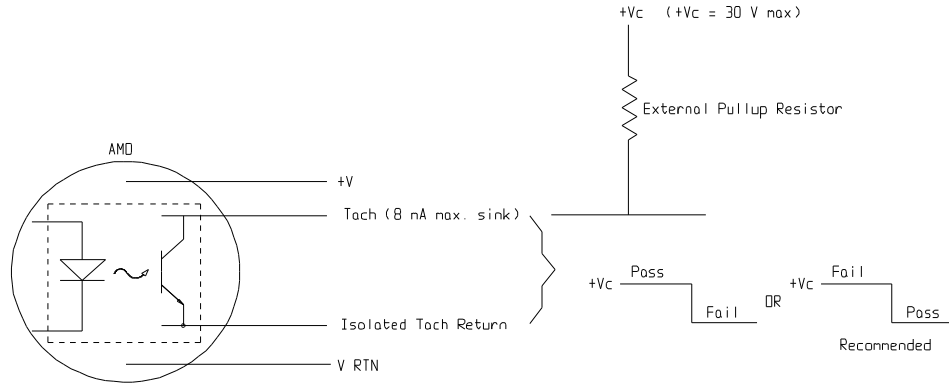 +Vc (+Vc = 30 V max)
External Pullup Resistor
AMD
+V
Tach (8 mA max. sink)
Isolated Tach Return
V RTN
+Vc Pass Fail
OR
+Vc Fail Pass
Recommended